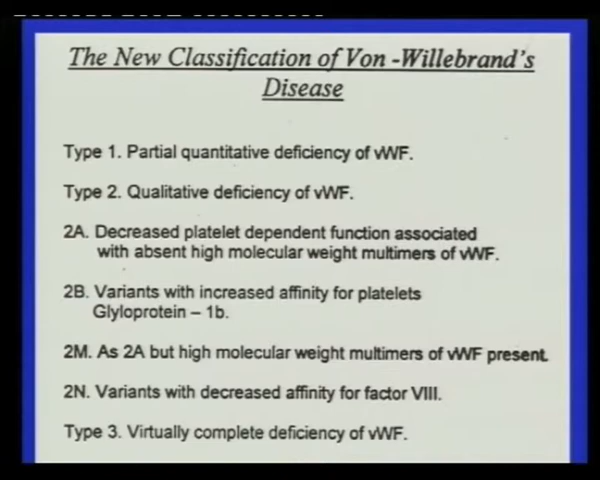 The New Classification of Von -Willebrand's
Disease
Type 1. Partial quantitative deficiency of vWF.
Type 2. Qualitative deficiency of vWF.
2A. Decreased platelet dependent function associated
with absent high molecular weight multimers of vWF.
2B. Variants with increased affinity for platelets
Glyloprotein – 1b.
2M. As 2A but high molecular weight multimers of vWF present.
2N. Variants with decreased affinity for factor VIII.
Type 3. Virtually complete deficiency of vWF.